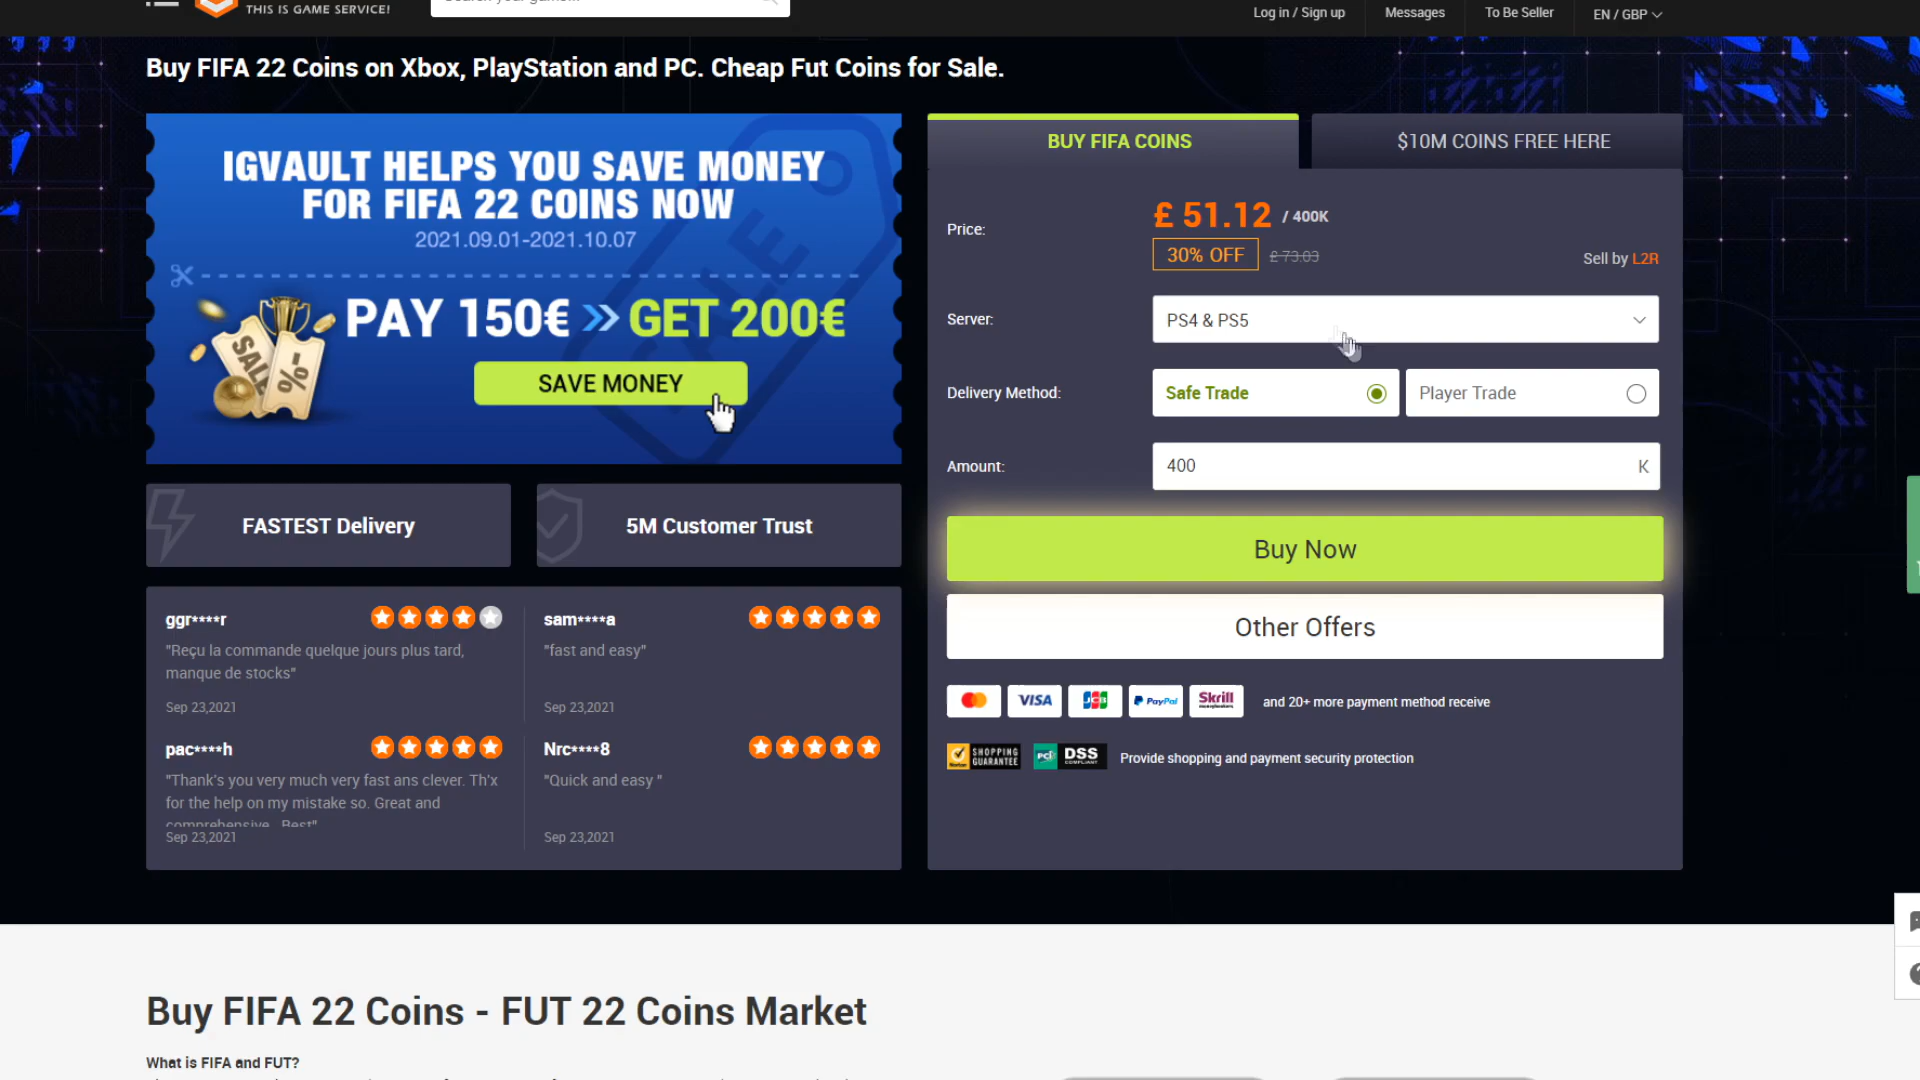 THIS IS GAME SERVICE!
Log in / Sign up
Messages
To Be Seller
EN / GBP
Buy FIFA 22 Coins on Xbox, PlayStation and PC. Cheap Fut Coins for Sale.
IGVAULT HELPS YOU SAVE MONEY
FOR FIFA 22 COINS NOW
2021.09.01-2021.10.07
PAY 150€ GET 200€
SALE
%
SALE
SAVE MONEY
FASTEST Delivery
5M Customer Trust
ggr****r
"Reçu la commande quelque jours plus tard,
manque de stocks"
Sep 23,2021
sam****a
"fast and easy"
Sep 23,2021
pac****h
"Thank's you very much very fast ans clever. Th'x
for the help on my mistake so. Great and
comprehensive. Best"
Sep 23,2021
Nrc****8
"Quick and easy "
Sep 23,2021
BUY FIFA COINS
$10M COINS FREE HERE
Price:
£ 51.12 / 400K
30% OFF £ 73.03
Sell by L2R
Server:
PS4 & PS5
Delivery Method:
Safe Trade
Player Trade
Amount:
400 K
Buy Now
Other Offers
VISA
JCB
PayPal
Skrill
moneybookers
and 20+ more payment method receive
Norton
SHOPPING
GUARANTEE
PCI
DSS
COMPLIANT
Provide shopping and payment security protection
Buy FIFA 22 Coins - FUT 22 Coins Market
What is FIFA and FUT?